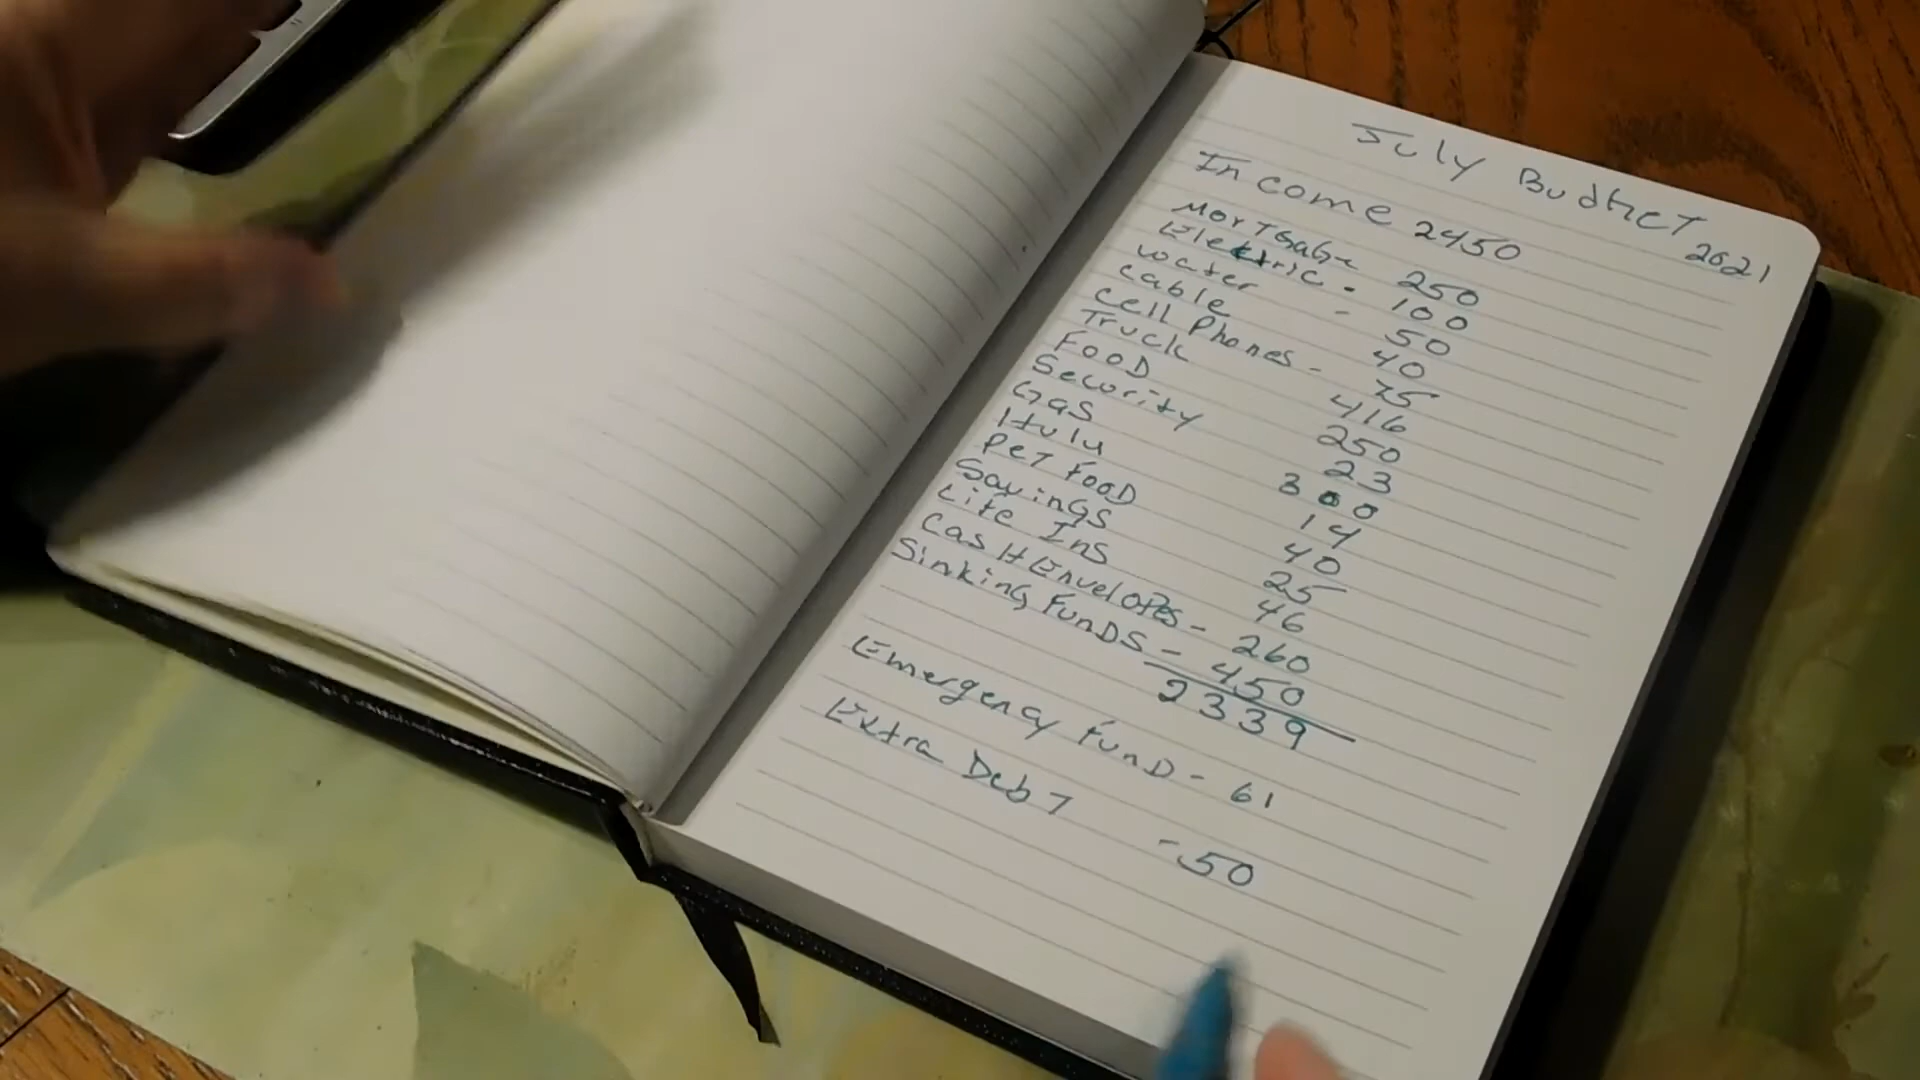 July Budget
2021
Income 2450
Mortgage 250
Electric - 100
water - 50
cable 40
cell Phones - 75
Truck 416
Food 250
Security 23
Gas 300
Hulu 14
Pet Food 40
Savings 25
Life Ins 46
Cash Envelopes - 260
Sinking Funds - 450
2339
Emergency Fund - 61
Extra Debt - 50